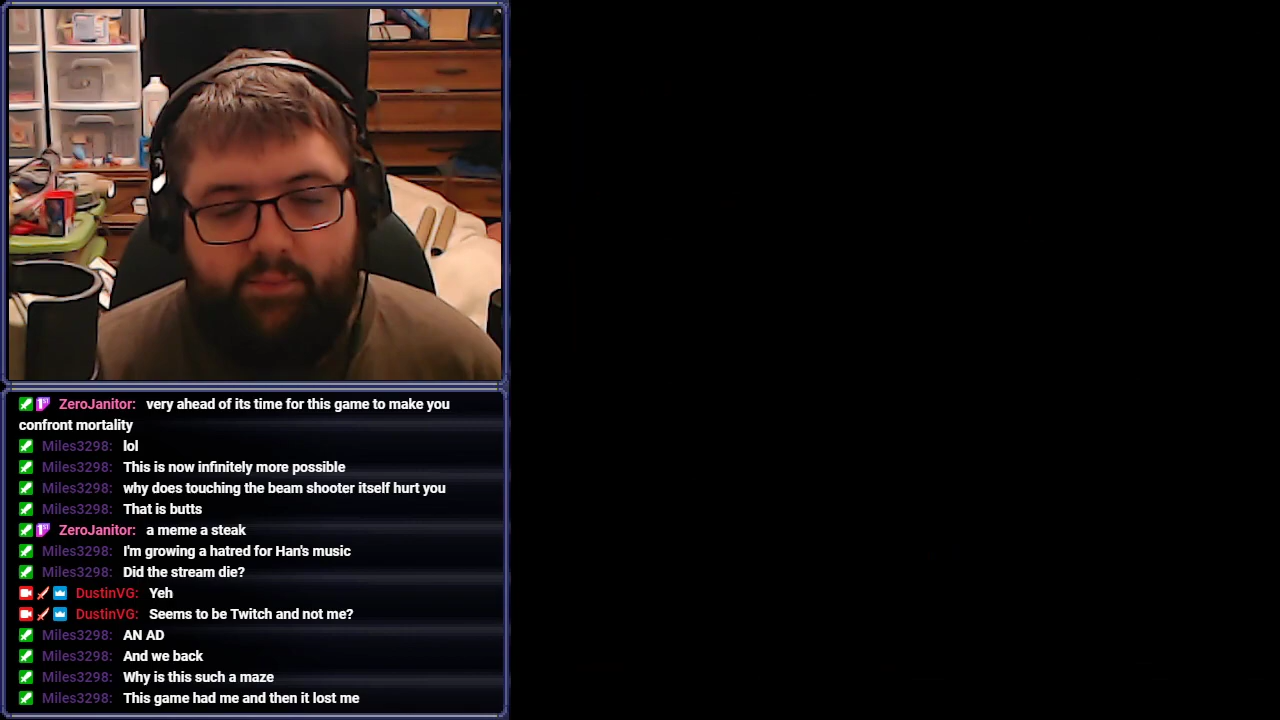 ZeroJanitor: very ahead of its time for this game to make you
confront mortality
Miles3298: lol
Miles3298: This is now infinitely more possible
Miles3298: why does touching the beam shooter itself hurt you
Miles3298: That is butts
ZeroJanitor: a meme a steak
Miles3298: I'm growing a hatred for Han's music
Miles3298: Did the stream die?
DustinVG: Yeh
DustinVG: Seems to be Twitch and not me?
Miles3298: AN AD
Miles3298: And we back
Miles3298: Why is this such a maze
Miles3298: This game had me and then it lost me